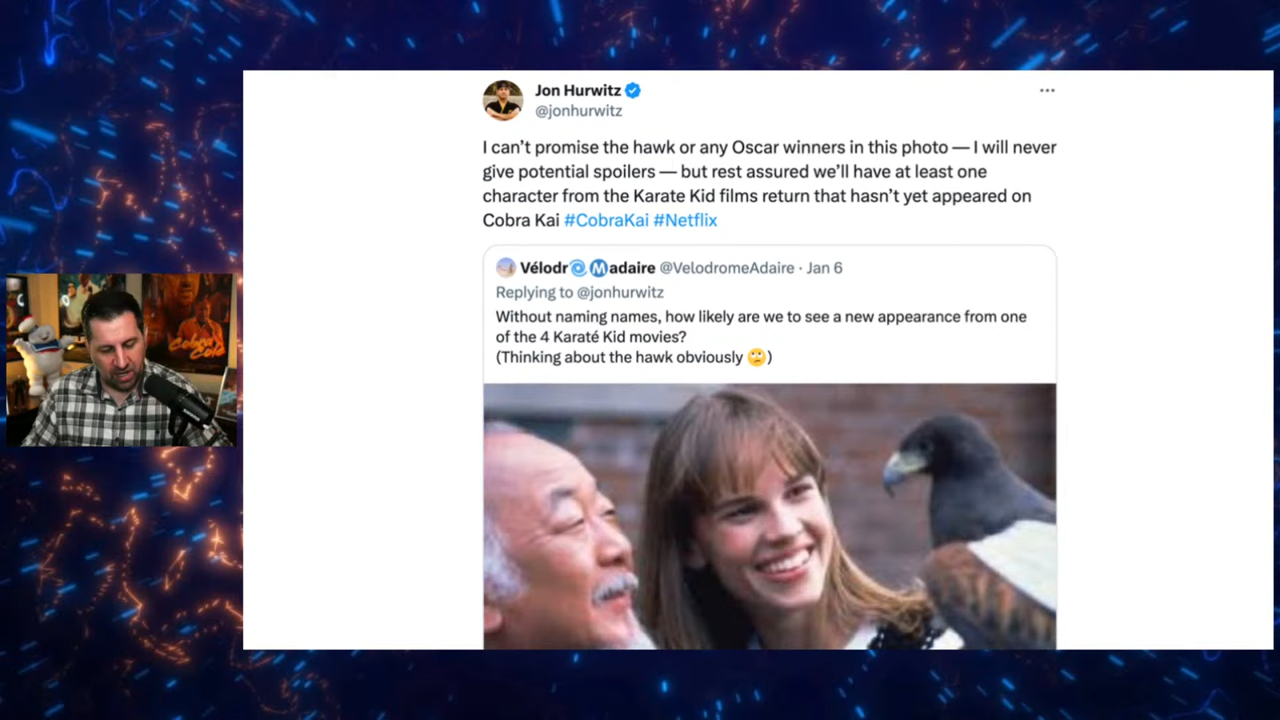 Jon Hurwitz
@jonhurwitz
I can’t promise the hawk or any Oscar winners in this photo — I will never
give potential spoilers — but rest assured we’ll have at least one
character from the Karate Kid films return that hasn’t yet appeared on
Cobra Kai #CobraKai #Netflix
Vélodr🌀Ⓜadaire @VelodromeAdaire · Jan 6
Replying to @jonhurwitz
Without naming names, how likely are we to see a new appearance from one
of the 4 Karaté Kid movies?
(Thinking about the hawk obviously 🙄)
Cobra